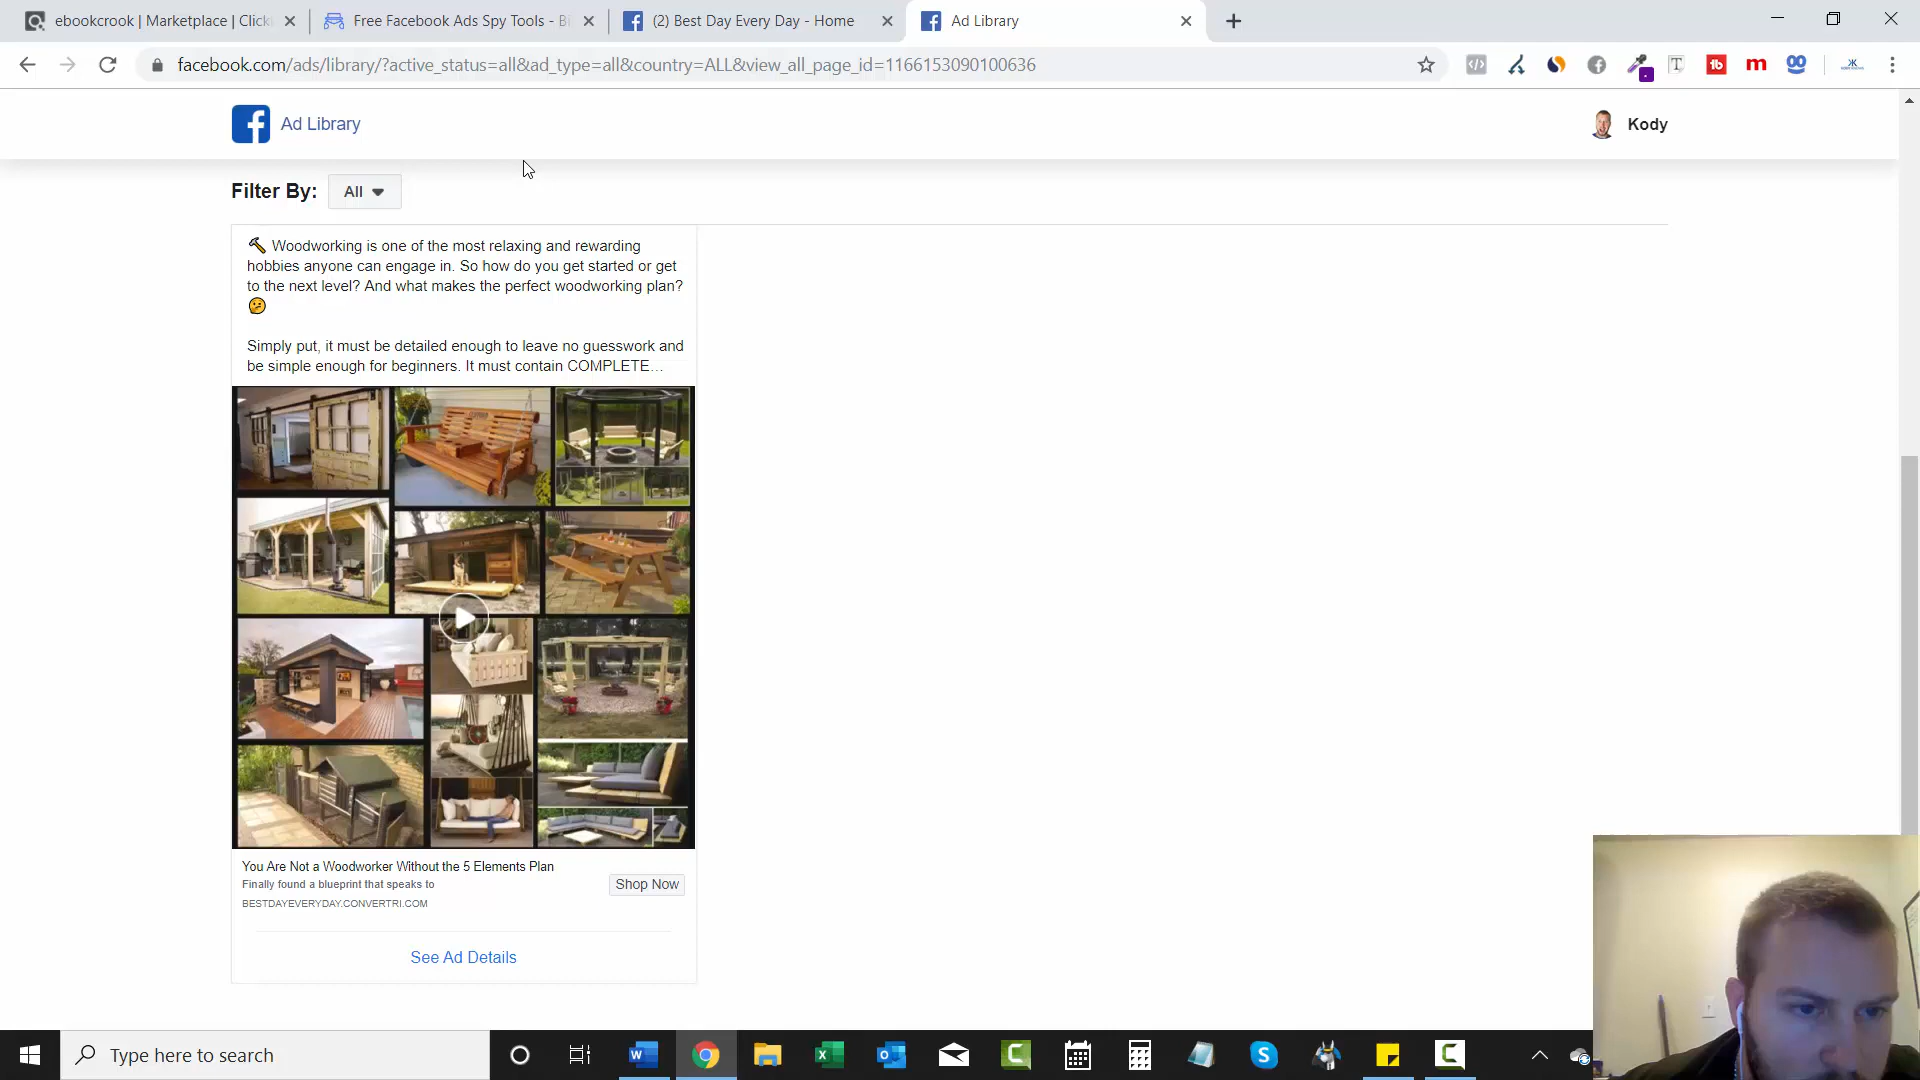 ebookcrook | Marketplace | Click
Free Facebook Ads Spy Tools - Bi
(2) Best Day Every Day - Home
Ad Library
facebook.com/ads/library/?active_status=all&ad_type=all&country=ALL&view_all_page_id=1166153090100636
Ad Library
Kody
Filter By:
All
Woodworking is one of the most relaxing and rewarding
hobbies anyone can engage in. So how do you get started or get
to the next level? And what makes the perfect woodworking plan?
Simply put, it must be detailed enough to leave no guesswork and
be simple enough for beginners. It must contain COMPLETE…
You Are Not a Woodworker Without the 5 Elements Plan
Finally found a blueprint that speaks to
Shop Now
BESTDAYEVERYDAY.CONVERTRI.COM
See Ad Details
Type here to search